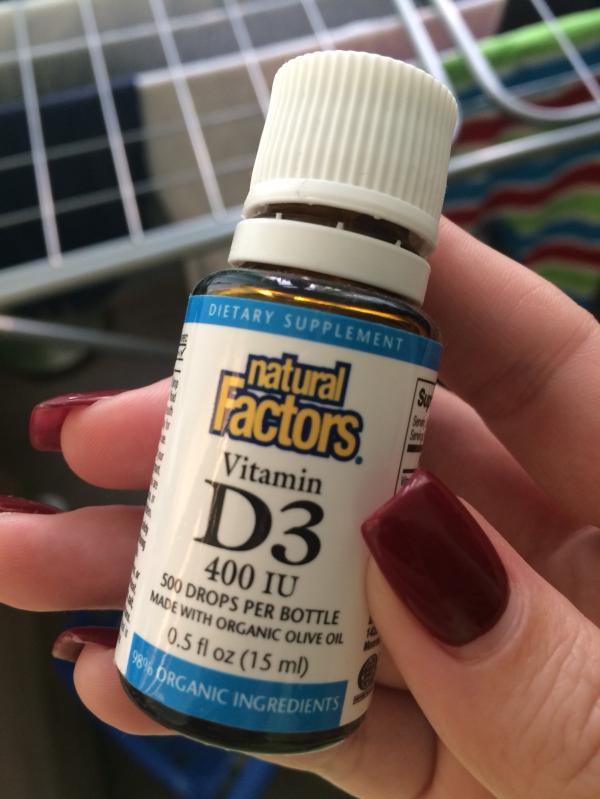 DIETARY SUPPLEMENT
natural
Factors
Vitamin
D3
400 IU
500 DROPS PER BOTTLE
MADE WITH ORGANIC OLIVE OIL
0.5 fl oz (15 ml)
98% ORGANIC INGREDIENTS